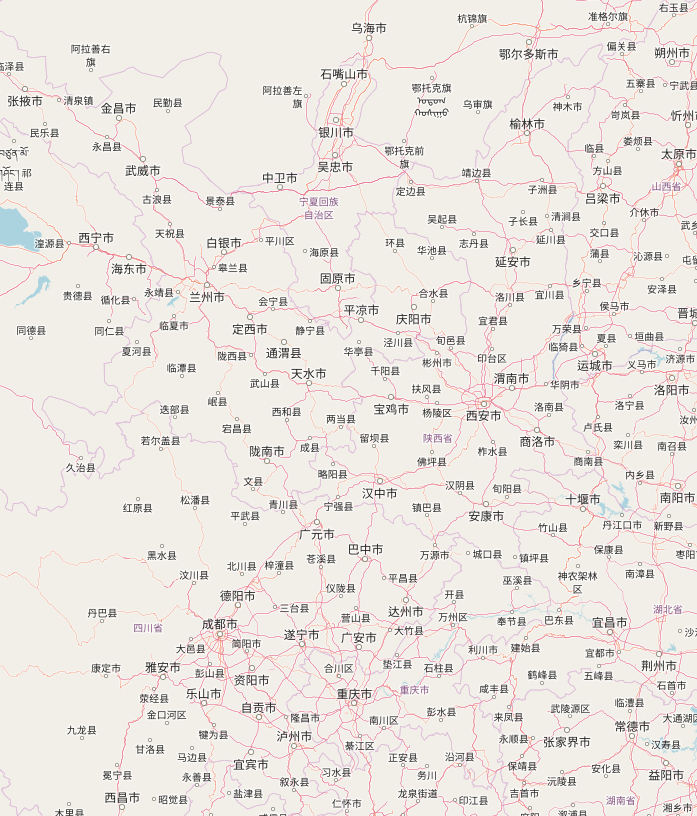 右玉县
杭锦旗
准格尔旗
乌海市
偏关县
朔州市
鄂尔多斯市
阿拉善右
旗
临泽县
石嘴山市
五寨县
宁武县
张掖市
清泉镇
金昌市
民勤县
阿拉善左
旗
鄂托克旗
乌审旗
神木市
岢岚县
忻州市
银川市
榆林市
民乐县
永昌县
娄烦县
临县
太原市
鄂托克前
旗
吴忠市
方山县
武威市
靖边县
祁
连县
中卫市
定边县
子洲县
山西省
吕梁市
古浪县
景泰县
宁夏回族
自治区
介休市
吴起县
子长县
清涧县
天祝县
交口县
武乡
西宁市
湟源县
白银市
平川区
海原县
环县
华池县
志丹县
延川县
延安市
蒲县
沁源县
屯留
海东市
皋兰县
固原市
乡宁县
安泽县
贵德县
循化县
永靖县
兰州市
会宁县
合水县
洛川县
宜川县
侯马市
平凉市
庆阳市
晋城
同德县
同仁县
临夏市
定西市
静宁县
宜君县
万荣县
夏县
垣曲县
泾川县
旬邑县
临猗县
夏河县
陇西县
通渭县
华亭县
彬州市
印台区
济源市
义马市
运城市
临潭县
千阳县
天水市
渭南市
武山县
扶风县
华阴市
洛阳市
岷县
宝鸡市
杨陵区
西安市
洛南县
洛宁县
迭部县
西和县
两当县
汝州
宕昌县
卢氏县
若尔盖县
留坝县
陕西省
商洛市
栾川县
南召县
成县
陇南市
柞水县
佛坪县
商南县
久治县
略阳县
内乡县
文县
汉阴县
旬阳县
汉中市
十堰市
南阳市
松潘县
红原县
青川县
宁强县
镇巴县
安康市
平武县
丹江口市
新野县
竹山县
广元市
巴中市
万源市
城口县
保康县
枣阳
黑水县
苍溪县
镇坪县
北川县
梓潼县
汶川县
平昌县
巫溪县
神农架林
区
南漳县
仪陇县
德阳市
开县
丹巴县
三台县
达州市
湖北省
营山县
万州区
奉节县
巴东县
四川省
成都市
大竹县
宜昌市
遂宁市
广安市
简阳市
大邑县
利川市
建始县
宜都市
荆州市
康定市
雅安市
彭山县
合川区
垫江县
石柱县
鹤峰县
五峰县
资阳市
石首市
荥经县
乐山市
重庆市
重庆市
咸丰县
自贡市
临澧县
金口河区
隆昌市
南川区
彭水县
来凤县
武陵源区
大通湖区
九龙县
犍为县
泸州市
常德市
甘洛县
綦江区
永顺县
张家界市
汉寿县
马边县
宜宾市
正安县
沿河县
保靖县
安化县
冕宁县
永善县
叙永县
习水县
务川
沅陵县
益阳市
西昌市
昭觉县
盐津县
仁怀市
龙泉街道
印江县
吉首市
湖南省
木里县
湘乡市